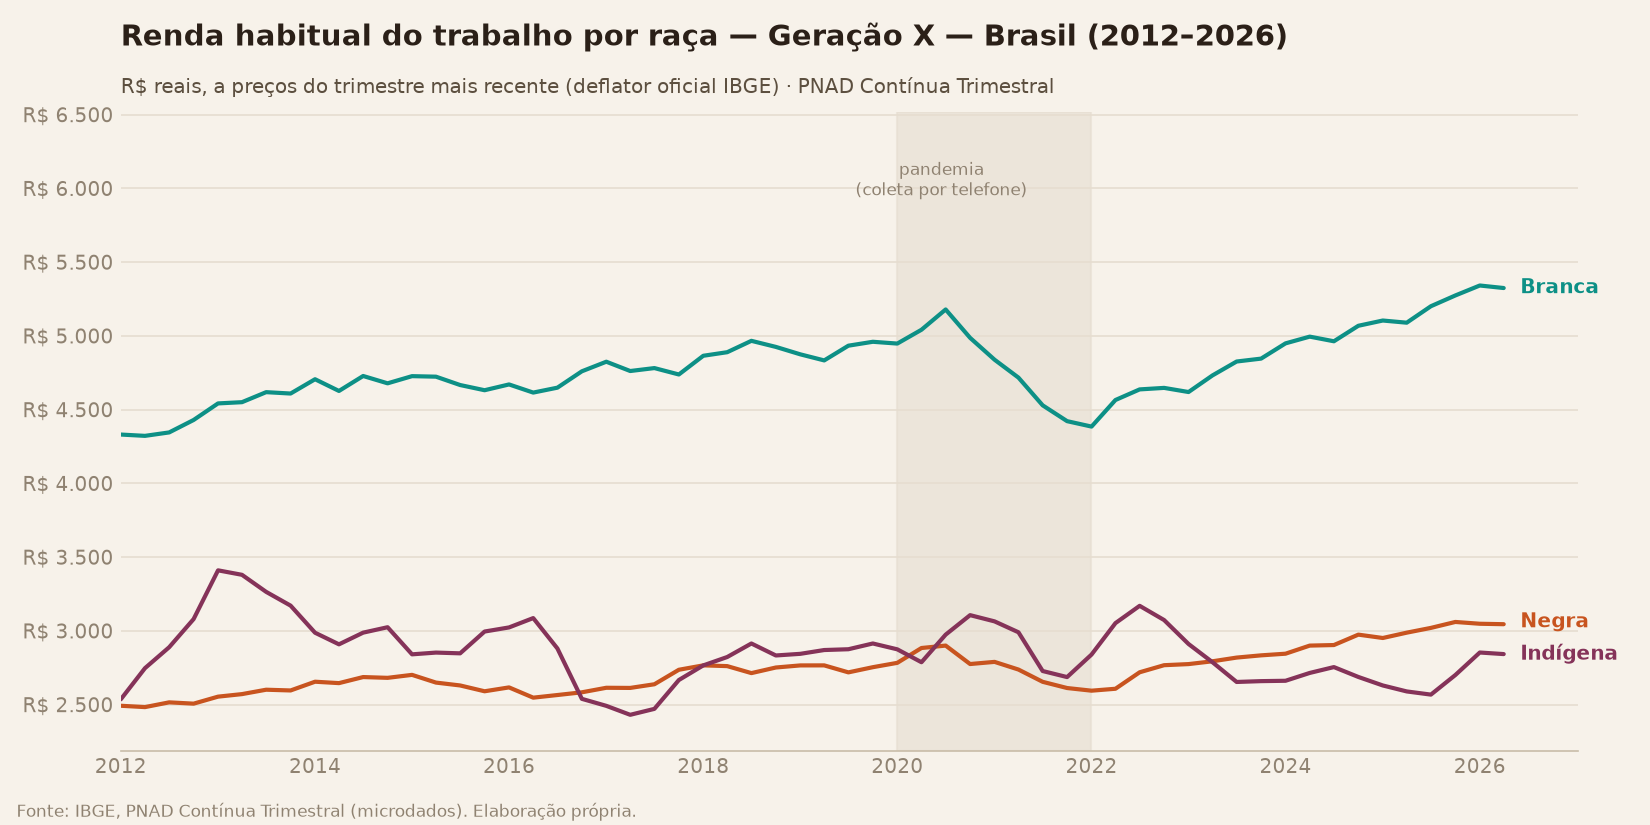 Renda habitual do trabalho por raça — Geração X — Brasil (2012–2026)
R$ reais, a preços do trimestre mais recente (deflator oficial IBGE) · PNAD Contínua Trimestral
R$ 6.500
pandemia
R$ 6.000
(coleta por telefone)
R$ 5.500
Branca
R$ 5.000
R$ 4.500
R$ 4.000
R$ 3.500
Negra
R$ 3.000
Indígena
R$ 2.500
2012 2014 2016 2018 2020 2022 2024 2026
Fonte: IBGE, PNAD Contínua Trimestral (microdados). Elaboração própria.